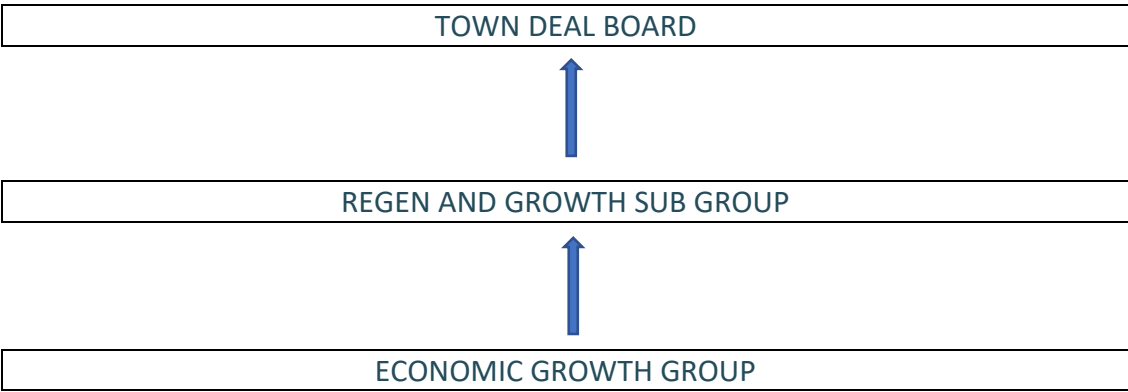 TOWN DEAL BOARD
REGEN AND GROWTH SUB GROUP
ECONOMIC GROWTH GROUP